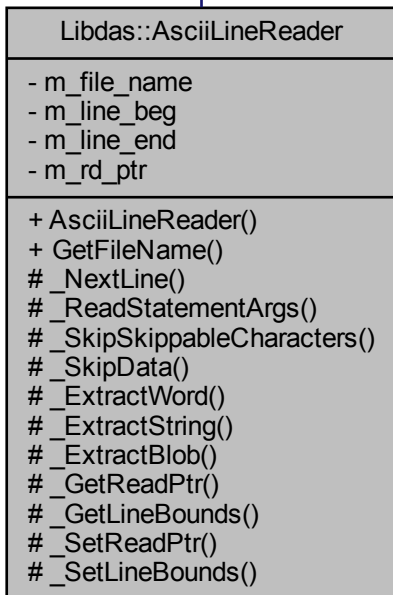 Libdas::AsciiLineReader
- m_file_name
- m_line_beg
- m_line_end
- m_rd_ptr
+ AsciiLineReader()
+ GetFileName()
# _NextLine()
# _ReadStatementArgs()
# _SkipSkippableCharacters()
# _SkipData()
# _ExtractWord()
# _ExtractString()
# _ExtractBlob()
# _GetReadPtr()
# _GetLineBounds()
# _SetReadPtr()
# _SetLineBounds()